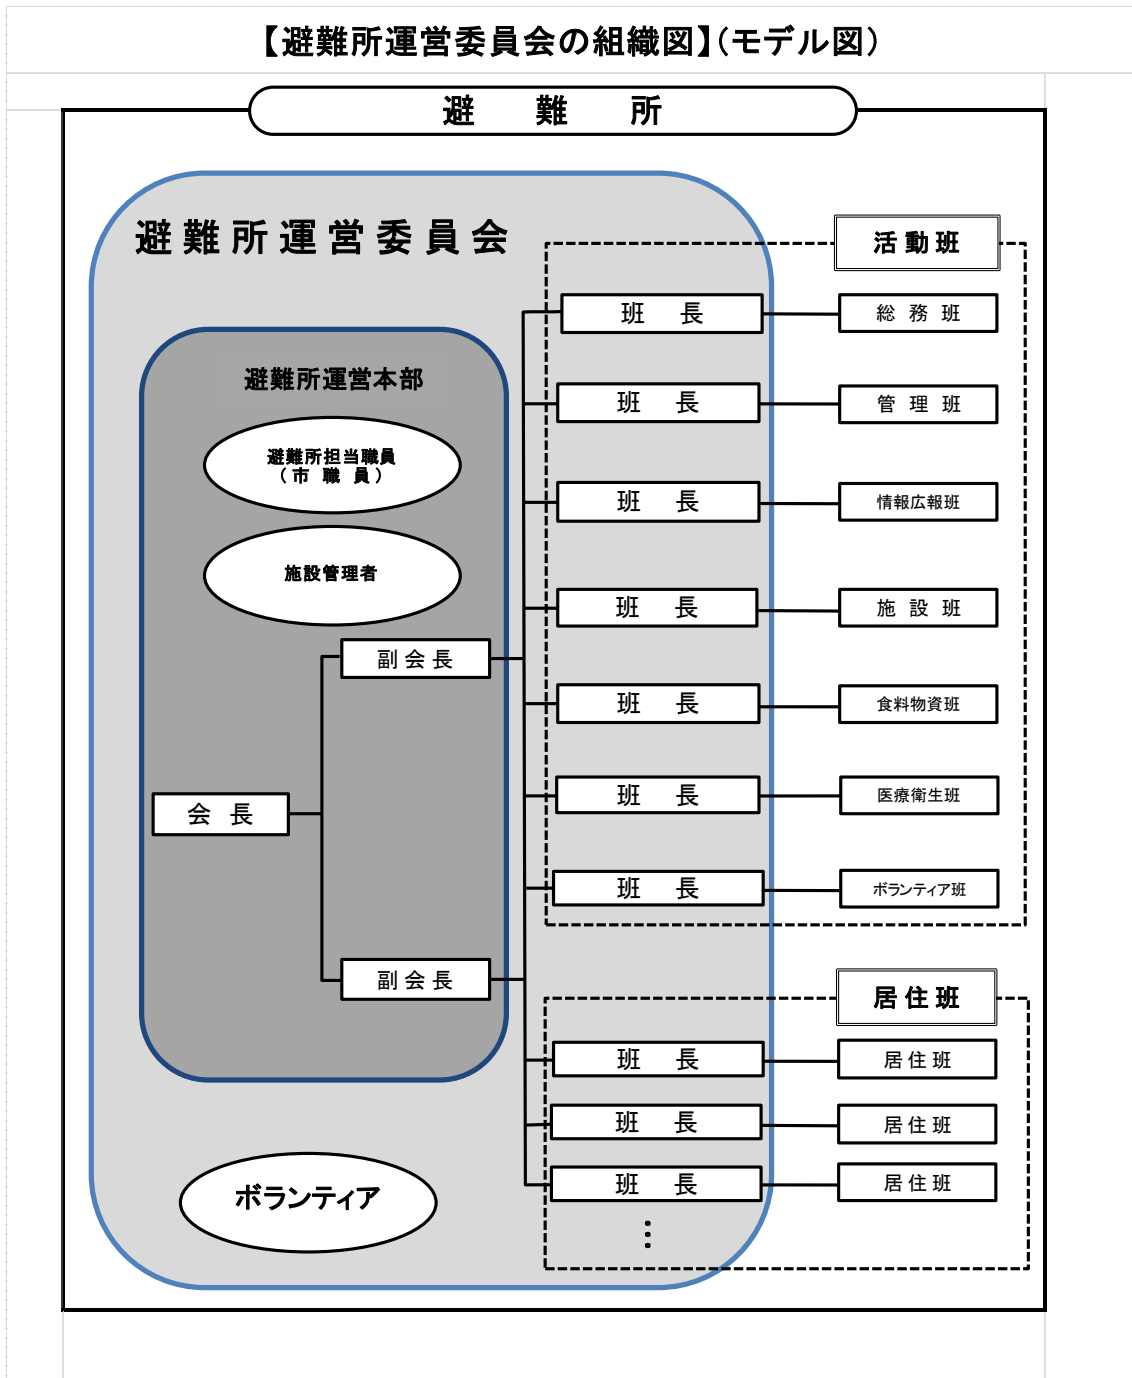 【避難所運営委員会の組織図】(モデル図)
避 難 所
避難所運営委員会
活動班
班 長
総 務 班
避難所運営本部
班 長
管 理 班
避難所担当職員
(市 職 員)
班 長
情報広報班
施設管理者
班 長
施 設 班
副会長
班 長
食料物資班
会 長
班 長
医療衛生班
班 長
ボランティア班
副会長
居住班
班 長
居住班
班 長
居住班
ボランティア
班 長
居住班
⋮